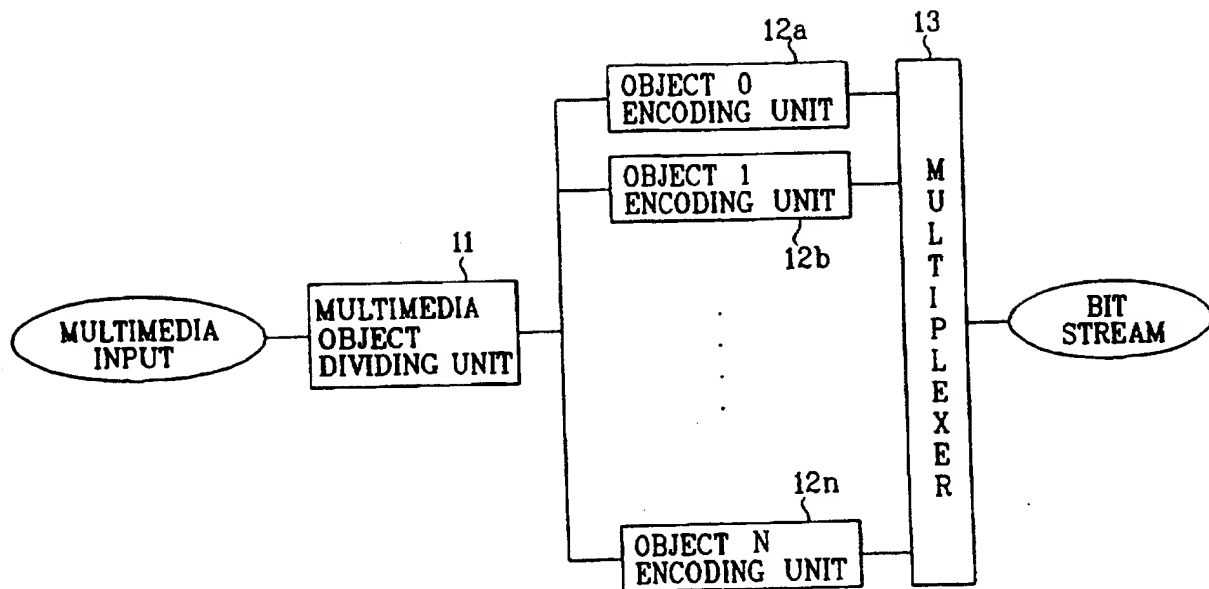 12a
13
OBJECT 0
ENCODING UNIT
OBJECT 1
ENCODING UNIT
12b
11
MULTIMEDIA
OBJECT
DIVIDING UNIT
MULTIMEDIA
INPUT
MULTIPLEXER
BIT
STREAM
12n
OBJECT N
ENCODING UNIT